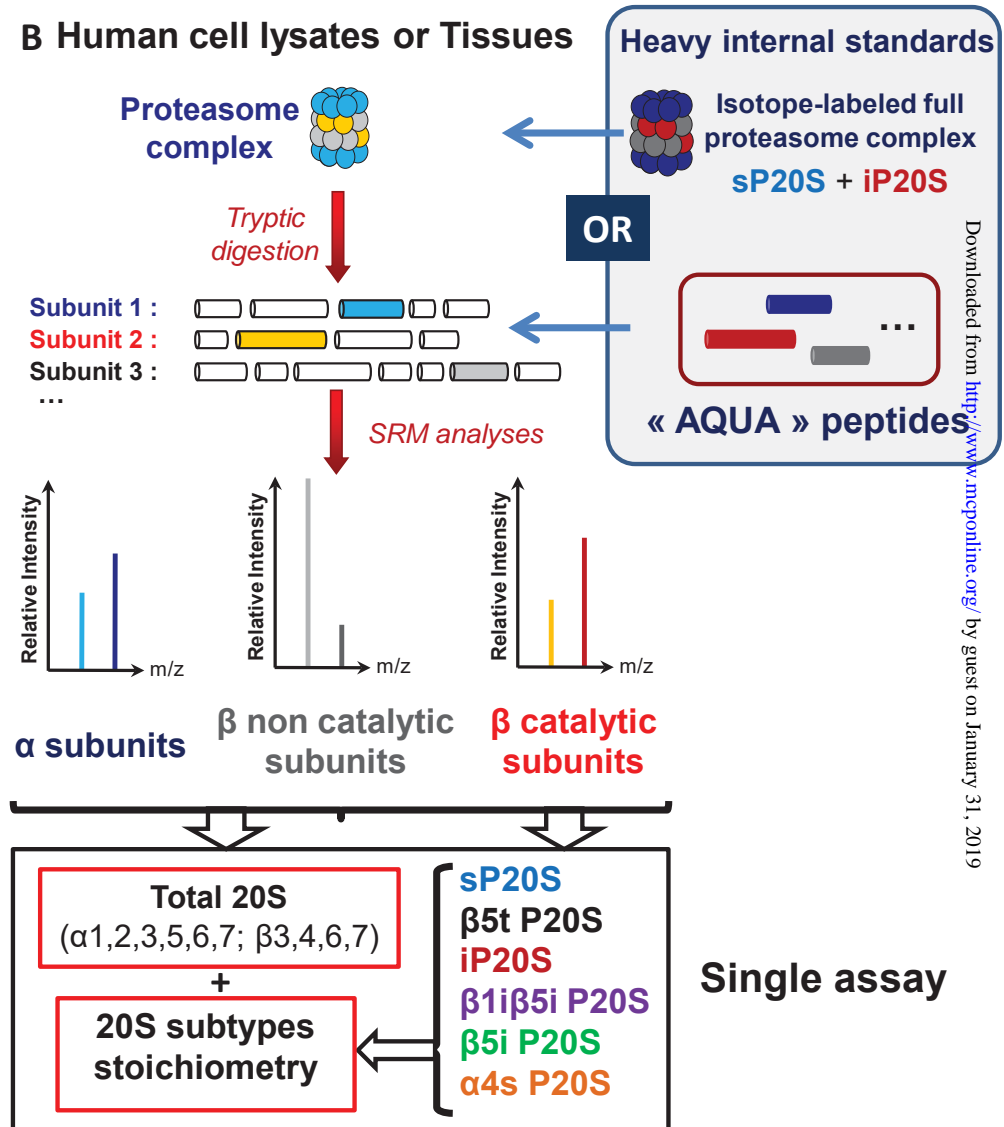 B Human cell lysates or Tissues
Heavy internal standards
Proteasome
complex
Isotope-labeled full
proteasome complex
sP20S + iP20S
OR
Tryptic
digestion
Subunit 1 :
Subunit 2 :
Subunit 3 :
...
...
« AQUA » peptides
SRM analyses
Relative Intensity
m/z
Relative Intensity
m/z
Relative Intensity
m/z
α subunits
β non catalytic
subunits
β catalytic
subunits
Total 20S
(α1,2,3,5,6,7; β3,4,6,7)
+
20S subtypes
stoichiometry
sP20S
β5t P20S
iP20S
β1iβ5i P20S
β5i P20S
α4s P20S
Single assay
Downloaded from http://www.mcponline.org/ by guest on January 31, 2019